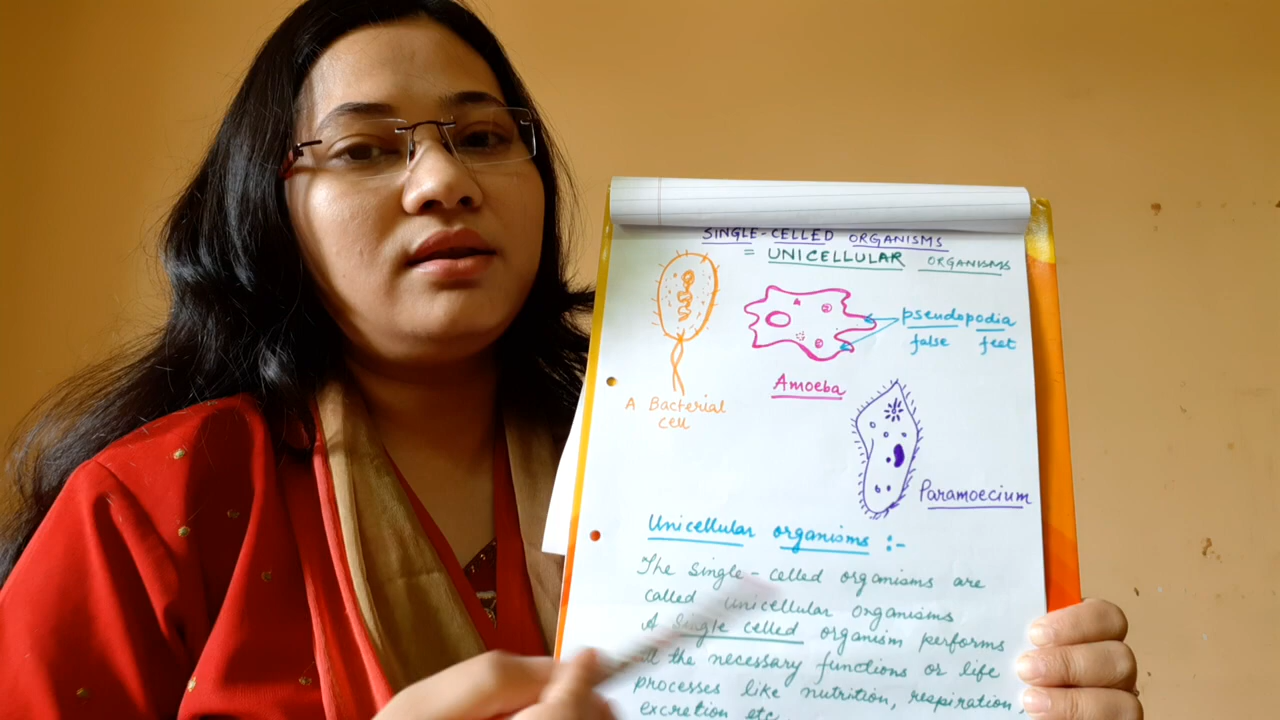 SINGLE-CELLED ORGANISMS
= UNICELLULAR ORGANISMS
pseudopodia
false feet
Amoeba
A Bacterial
cell
Paramoecium
Unicellular organisms :-
The single-celled organisms are
called unicellular organisms
A single celled organism performs
all the necessary functions or life
processes like nutrition, respiration,
excretion etc.